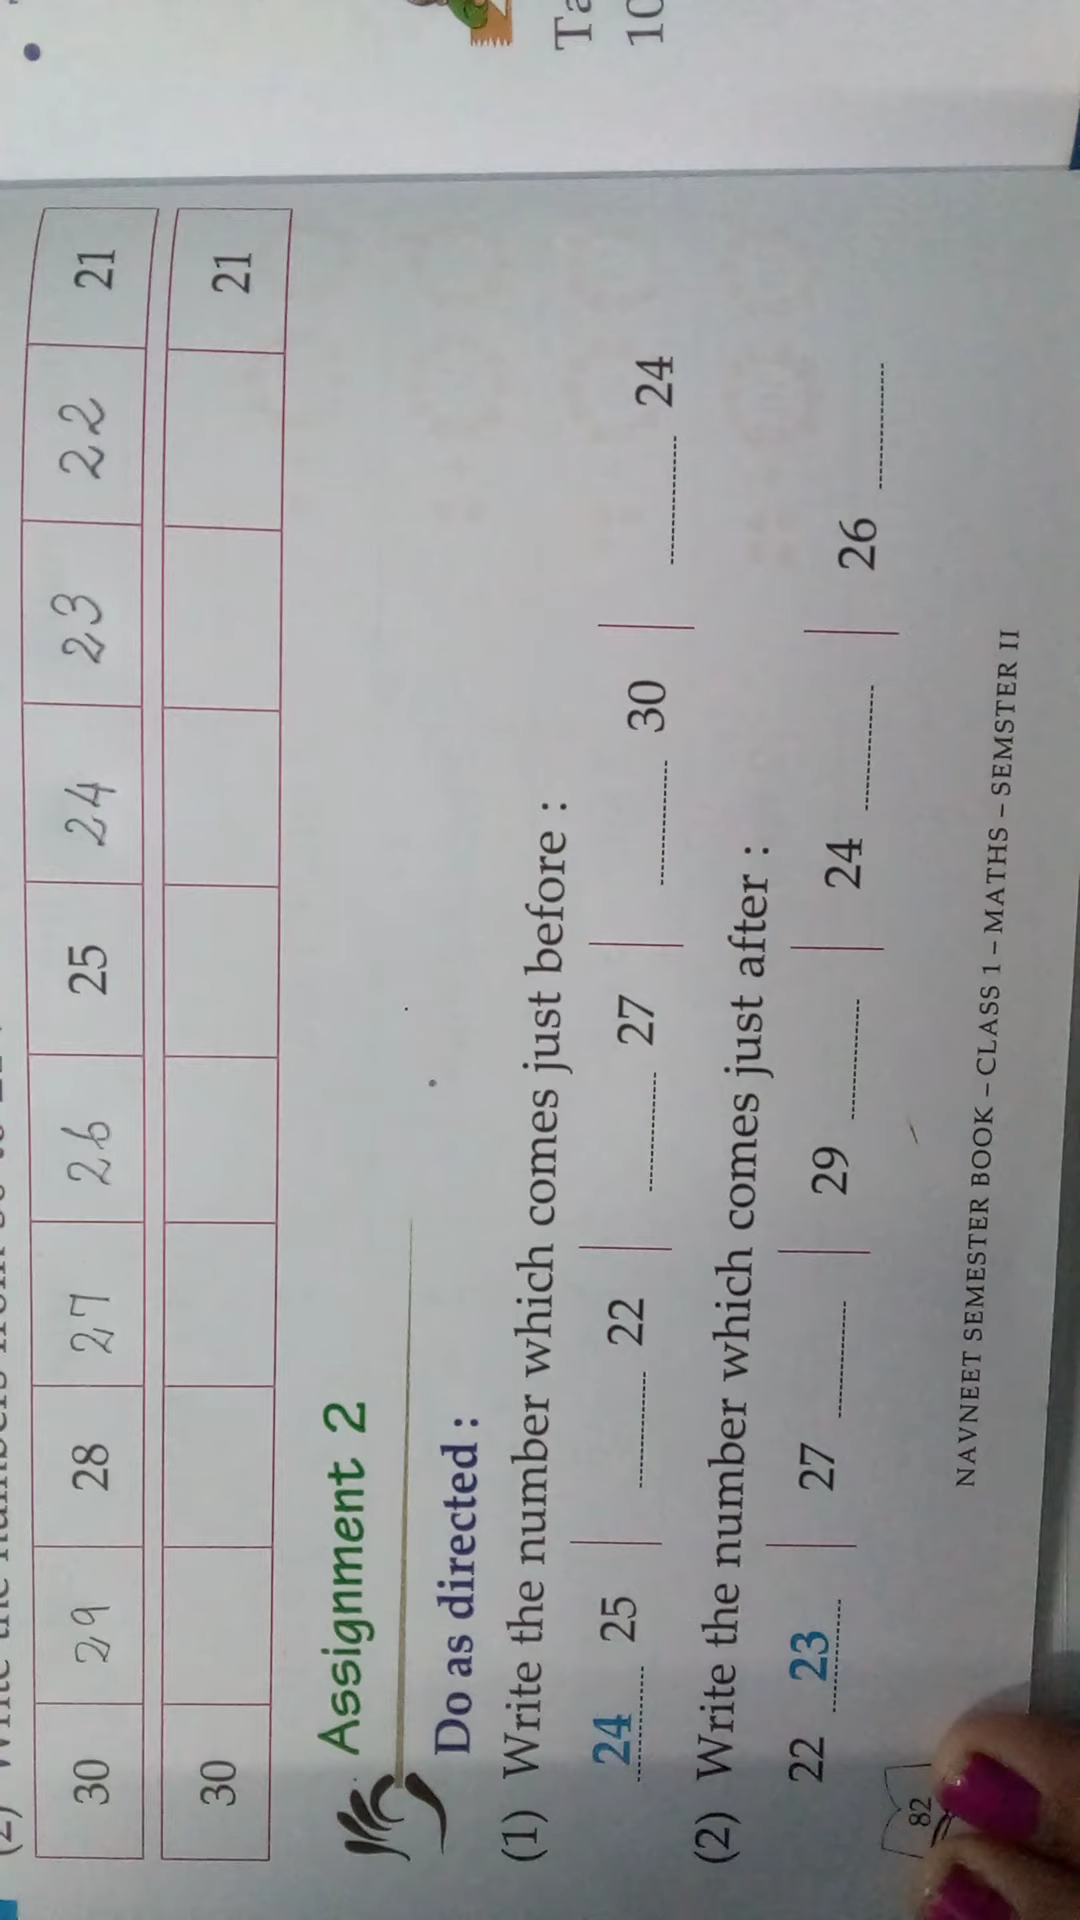 30 29 28 27 26 25 24 23 22 21
30 21
Assignment 2
Do as directed :
(1) Write the number which comes just before :
24 25 | ............ 22 | ............ 27 | ............ 30 | ............ 24
(2) Write the number which comes just after :
22 23 | 27 ............ | 29 ............ | 24 ............ | 26 ............
82
NAVNEET SEMESTER BOOK – CLASS 1 – MATHS – SEMSTER II
10